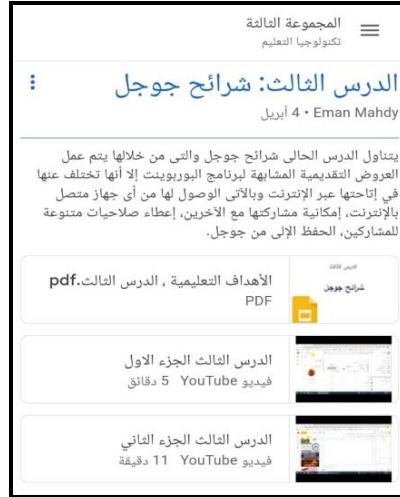 المجموعة الثالثة
تكنولوجيا التعليم
الدرس الثالث: شرائح جوجل
Eman Mahdy • 4 أبريل
يتناول الدرس الحالى شرائح جوجل والتى من خلالها يتم عمل
العروض التقديمية المشابهة لبرنامج البوربوينت إلا أنها تختلف عنها
في إتاحتها عبر الإنترنت وبالآتى الوصول لها من أى جهاز متصل
بالإنترنت، إمكانية مشاركتها مع الآخرين، إعطاء صلاحيات متنوعة
للمشاركين، الحفظ الإلى من جوجل.
الأهداف التعليمية ، الدرس الثالث.pdf
PDF
الدرس الثالث
شرائح جوجل
الدرس الثالث الجزء الاول
فيديو YouTube 5 دقائق
الدرس الثالث الجزء الثاني
فيديو YouTube 11 دقيقة